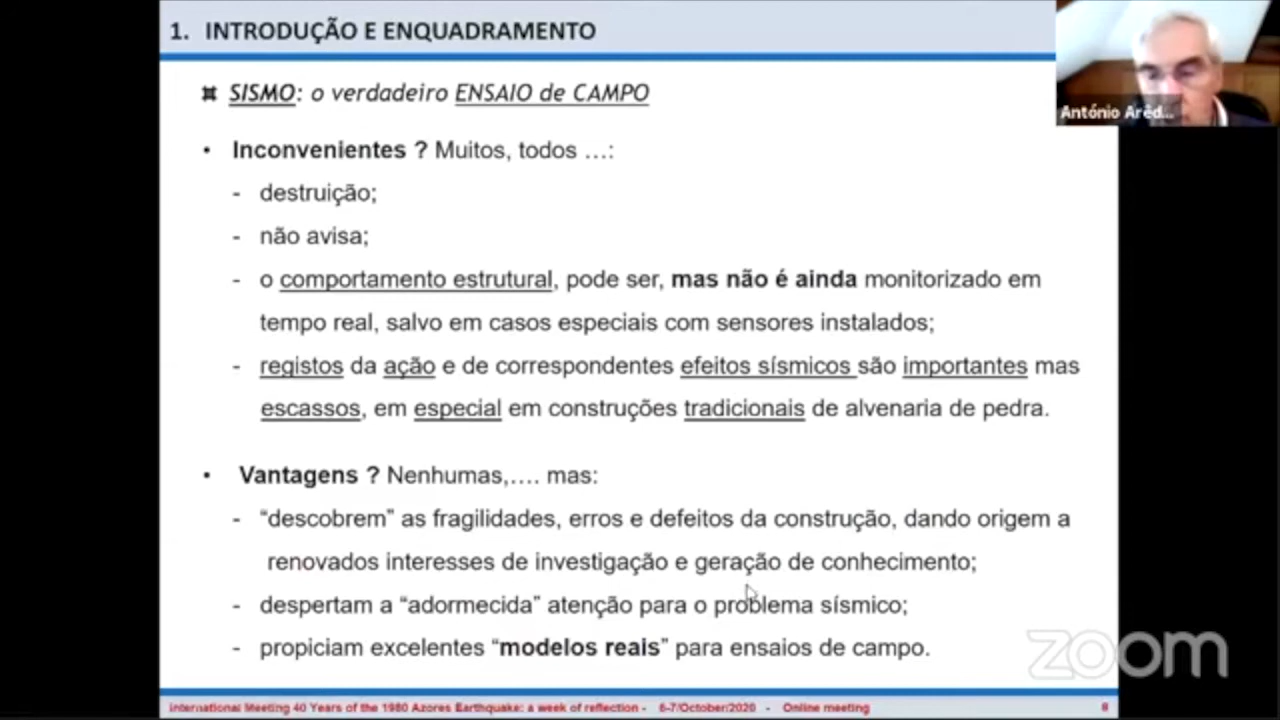 1. INTRODUÇÃO E ENQUADRAMENTO
António Arêd...
SISMO: o verdadeiro ENSAIO de CAMPO
• Inconvenientes ? Muitos, todos …:
- destruição;
- não avisa;
- o comportamento estrutural, pode ser, mas não é ainda monitorizado em
tempo real, salvo em casos especiais com sensores instalados;
- registos da ação e de correspondentes efeitos sísmicos são importantes mas
escassos, em especial em construções tradicionais de alvenaria de pedra.
• Vantagens ? Nenhumas,…. mas:
- “descobrem” as fragilidades, erros e defeitos da construção, dando origem a
renovados interesses de investigação e geração de conhecimento;
- despertam a “adormecida” atenção para o problema sísmico;
- propiciam excelentes “modelos reais” para ensaios de campo.
zoom
International Meeting 40 Years of the 1980 Azores Earthquake: a week of reflection - 6-7/October/2020 - Online meeting